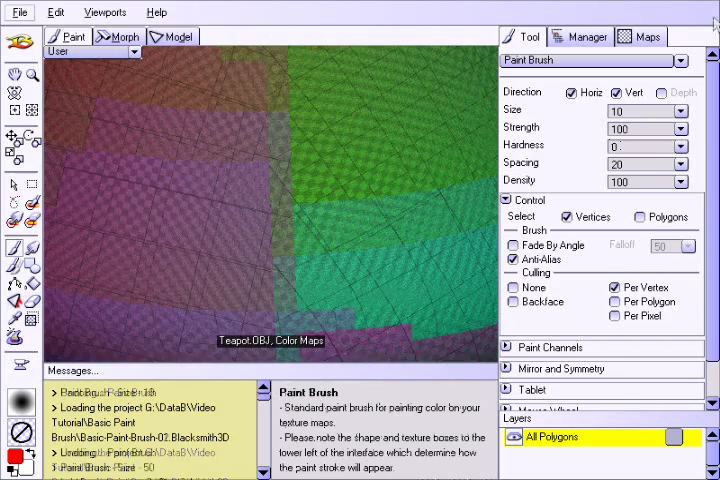 File Edit Viewports Help
Paint Morph Model
User
Tool Manager Maps
Paint Brush
Direction Horiz Vert Depth
Size 10
Strength 100
Hardness 0
Spacing 20
Density 100
Control
Select Vertices Polygons
Brush
Fade By Angle Falloff 50
Anti-Alias
Culling
None Per Vertex
Backface Per Polygon
Per Pixel
Paint Channels
Mirror and Symmetry
Tablet
Layers
All Polygons
Teapot.OBJ, Color Maps
Messages...
> Loading the project G:\DataB\Video
Tutorial\Basic Paint
Brush\Basic-Paint-Brush-02.Blacksmith3D
Paint Brush
- Standard paint brush for painting color on your
texture maps.
- Please note the shape and texture boxes to the
lower left of the interface which determine how
the paint stroke will appear.